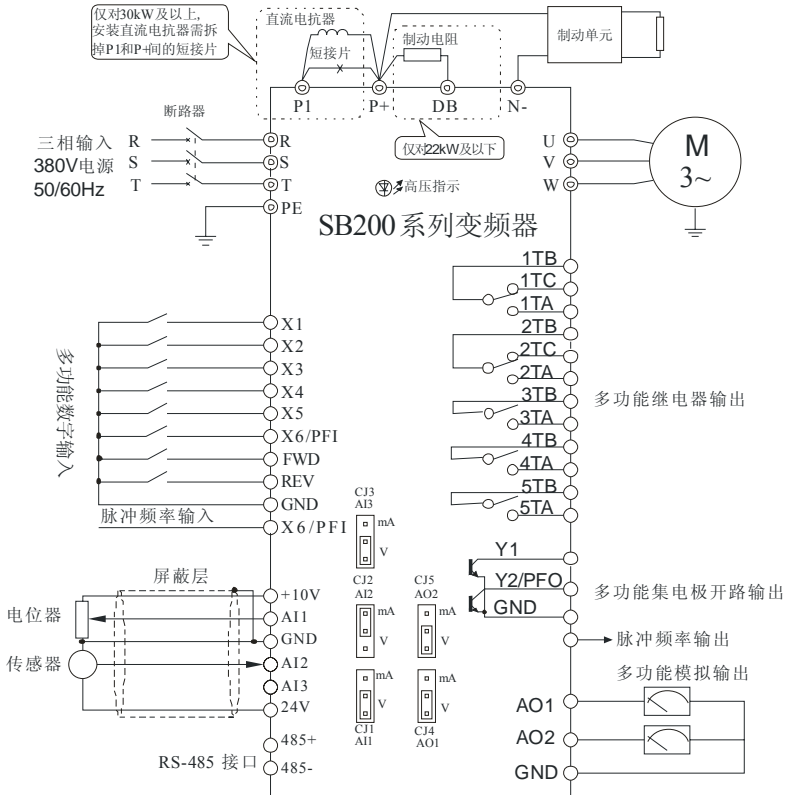 仅对30kW及以上,
安装直流电抗器需拆
掉P1和P+间的短接片
直流电抗器
短接片
制动电阻
制动单元
P1
P+
DB
N-
仅对22kW及以下
断路器
三相输入 R
380V电源 S
50/60Hz T
R
S
T
PE
高压指示
U
V
W
M
3~
SB200系列变频器
1TB
1TC
1TA
2TB
2TC
2TA
3TB
3TA
4TB
4TA
5TB
5TA
多功能继电器输出
多功能数字输入
X1
X2
X3
X4
X5
X6/PFI
FWD
REV
GND
脉冲频率输入
X6/PFI
CJ3
AI3
mA
V
屏蔽层
电位器
传感器
+10V
AI1
GND
AI2
AI3
24V
CJ2
AI2
mA
V
CJ5
AO2
mA
V
mA
V
CJ1
AI1
mA
V
CJ4
AO1
Y1
Y2/PFO
GND
多功能集电极开路输出
脉冲频率输出
多功能模拟输出
AO1
AO2
GND
RS-485 接口
485+
485-